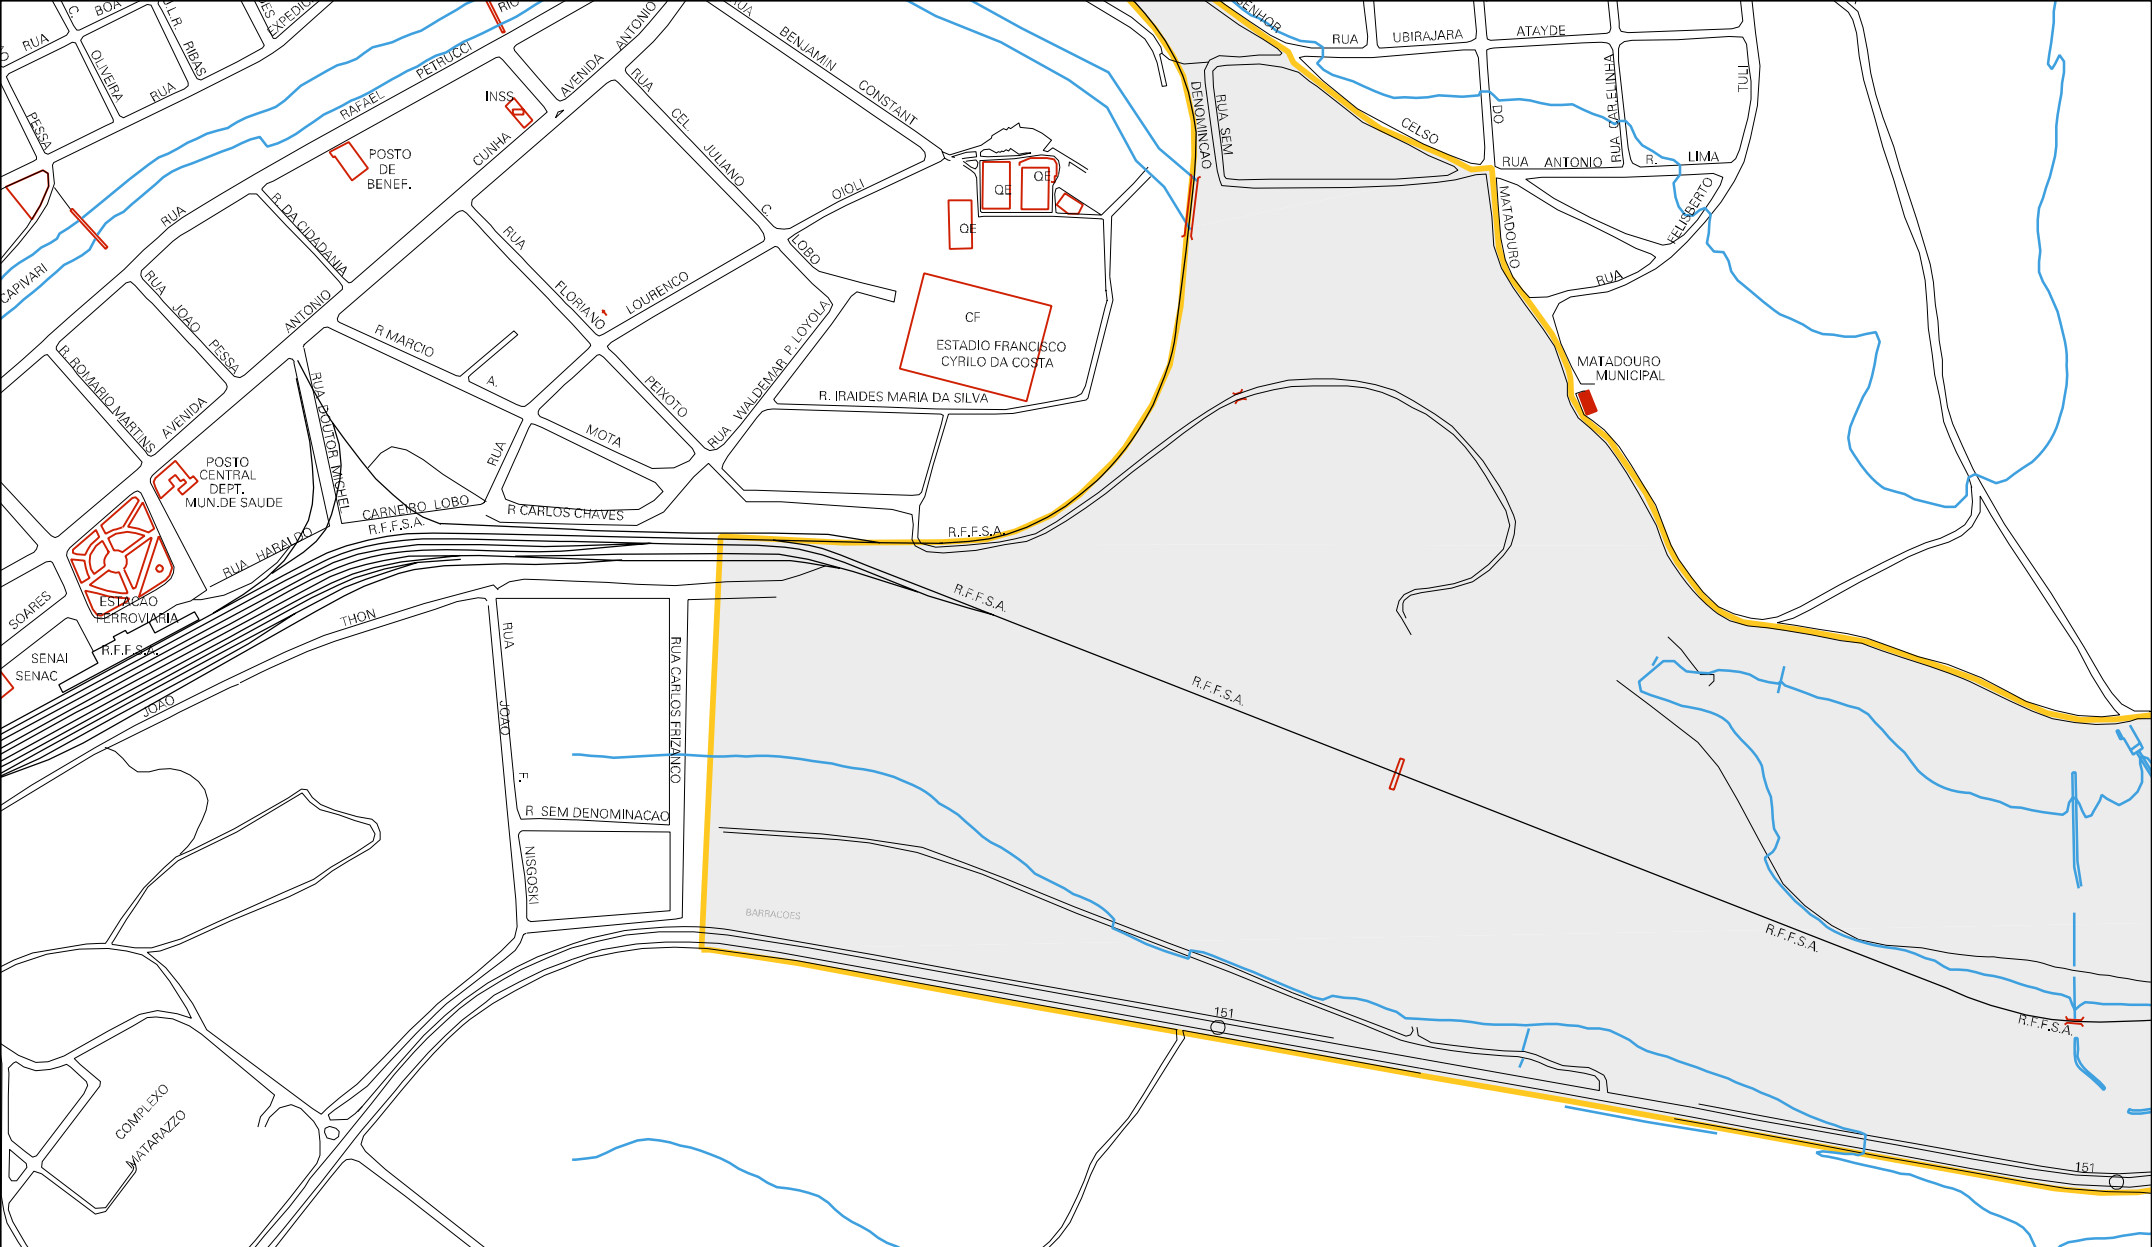 C.
BOA
RUA
OLIVEIRA
RUA
RIBAS
L.R.
EXPEDIC
PESSA
RIO
CAPIVARI
RUA
RAFAEL
PETRUCCI
INSS
POSTO
DE
BENEF.
CUNHA
AVENIDA
ANTONIO
RUA
BENJAMIN
CONSTANT
RUA
CEL.
JULIANO
C.
OIOLI
LOBO
QE
QE
QE
CF
ESTADIO FRANCISCO
CYRILO DA COSTA
R. IRAIDES MARIA DA SILVA
RUA WALDEMAR P. LOYOLA
LOURENCO
RUA
FLORIANO
PEIXOTO
MOTA
A.
R MARCIO
RUA
R. DA CIDADANIA
ANTONIO
RUA
JOAO
PESSA
R. ROMARIO MARTINS
AVENIDA
RUA DOUTOR MICHEL
POSTO
CENTRAL
DEPT.
MUN.DE SAUDE
CARNEIRO LOBO
R.F.F.S.A.
R CARLOS CHAVES
RUA HARALDO
R.F.F.S.A.
SOARES
ESTACAO
FERROVIARIA
R.F.F.S.A.
SENAI
SENAC
JOAO
THON
RUA
JOAO
F.
NISGOSKI
RUA CARLOS FRIZANCO
R SEM DENOMINACAO
BARRACOES
COMPLEXO
MATARAZZO
SENHOR
RUA
UBIRAJARA
ATAYDE
TULI
RUA CAR.ELINHA
DO
CELSO
RUA ANTONIO
R. LIMA
RUA SEM
DENOMINCAO
MATADOURO
FELISBERTO
RUA
MATADOURO
MUNICIPAL
R.F.F.S.A.
R.F.F.S.A.
R.F.F.S.A.
R.F.F.S.A.
151
151